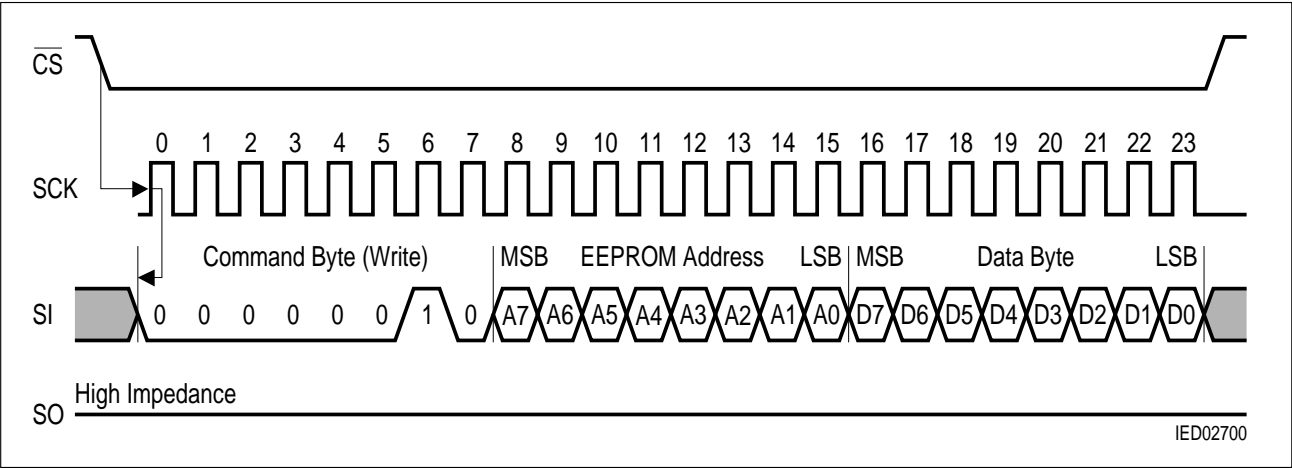 CS
0 1 2 3 4 5 6 7 8 9 10 11 12 13 14 15 16 17 18 19 20 21 22 23
SCK
Command Byte (Write) MSB EEPROM Address LSB MSB Data Byte LSB
SI 0 0 0 0 0 0 1 0 A7 A6 A5 A4 A3 A2 A1 A0 D7 D6 D5 D4 D3 D2 D1 D0
High Impedance
SO
IED02700